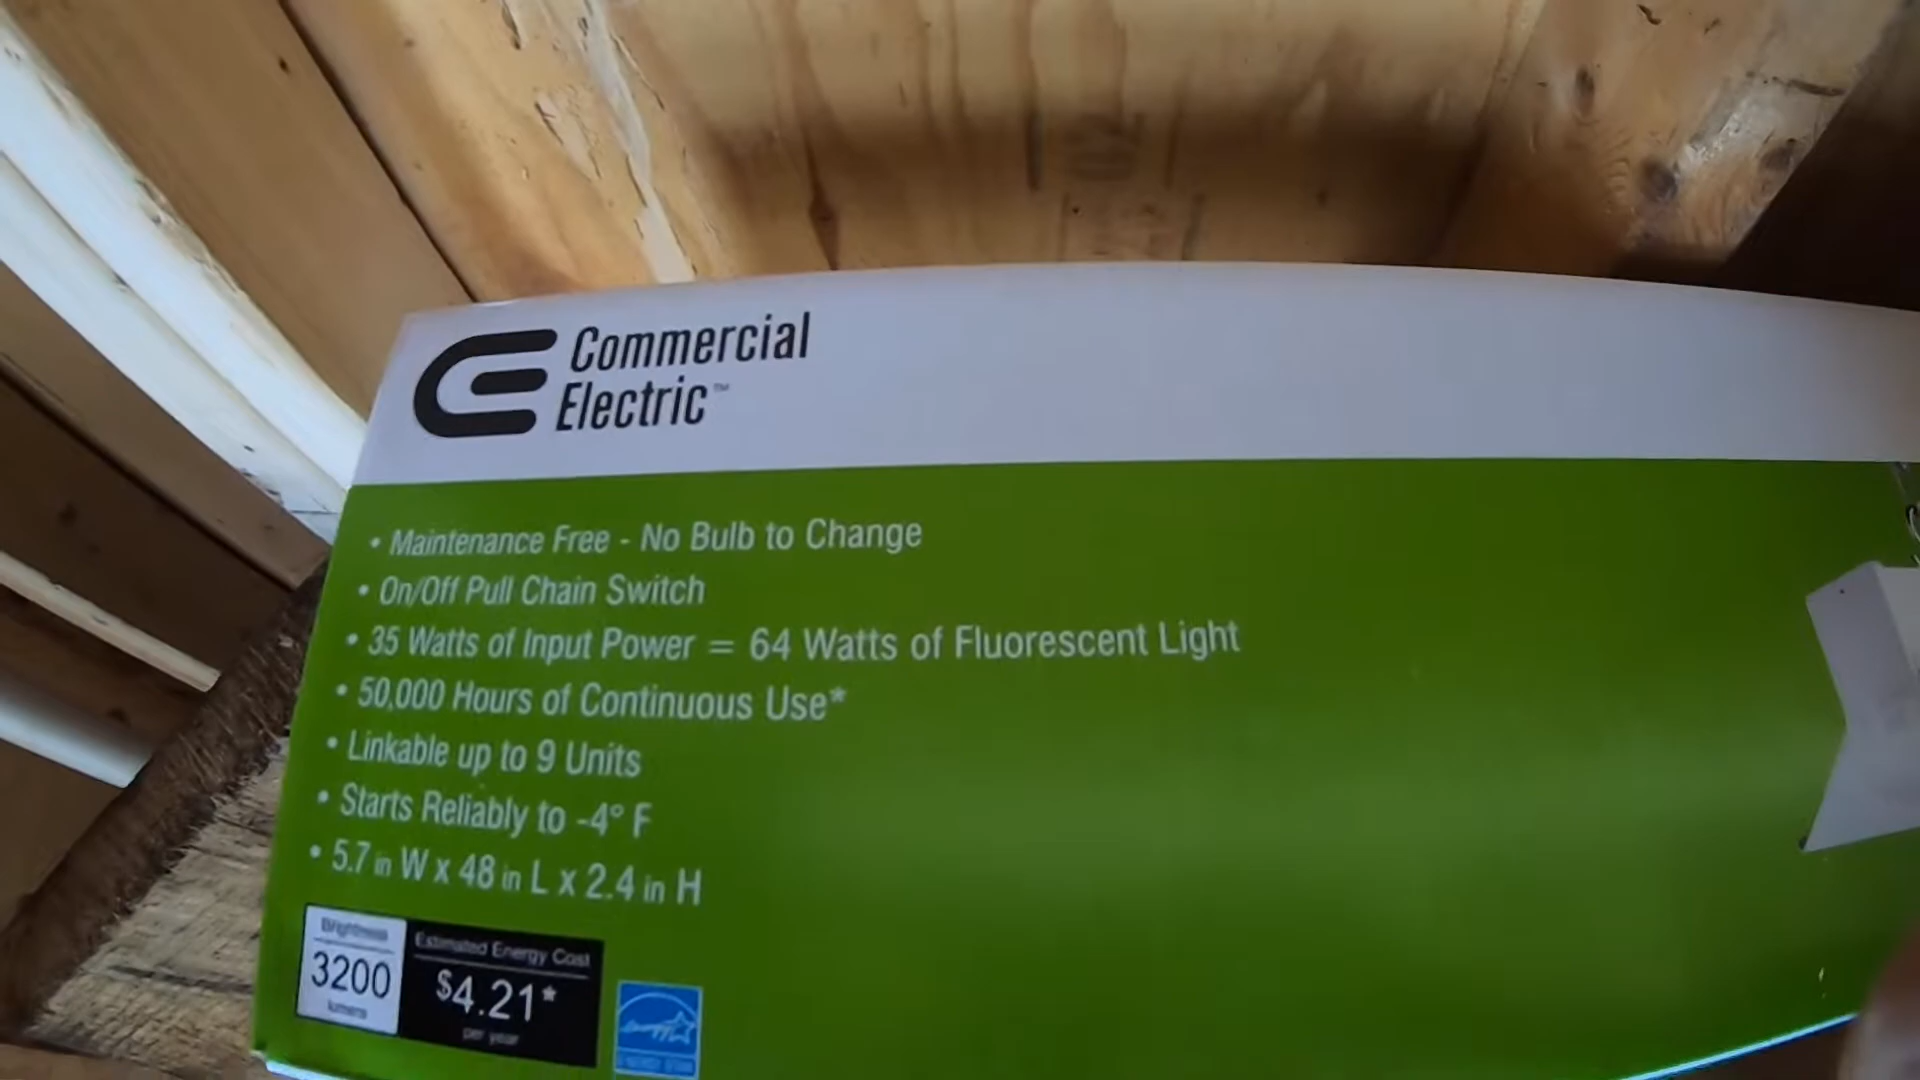 Commercial
Electric™
• Maintenance Free - No Bulb to Change
• On/Off Pull Chain Switch
• 35 Watts of Input Power = 64 Watts of Fluorescent Light
• 50,000 Hours of Continuous Use*
• Linkable up to 9 Units
• Starts Reliably to -4° F
• 5.7 in W x 48 in L x 2.4 in H
Brightness
3200
lumens
Estimated Energy Cost
$4.21*
per year
ENERGY STAR